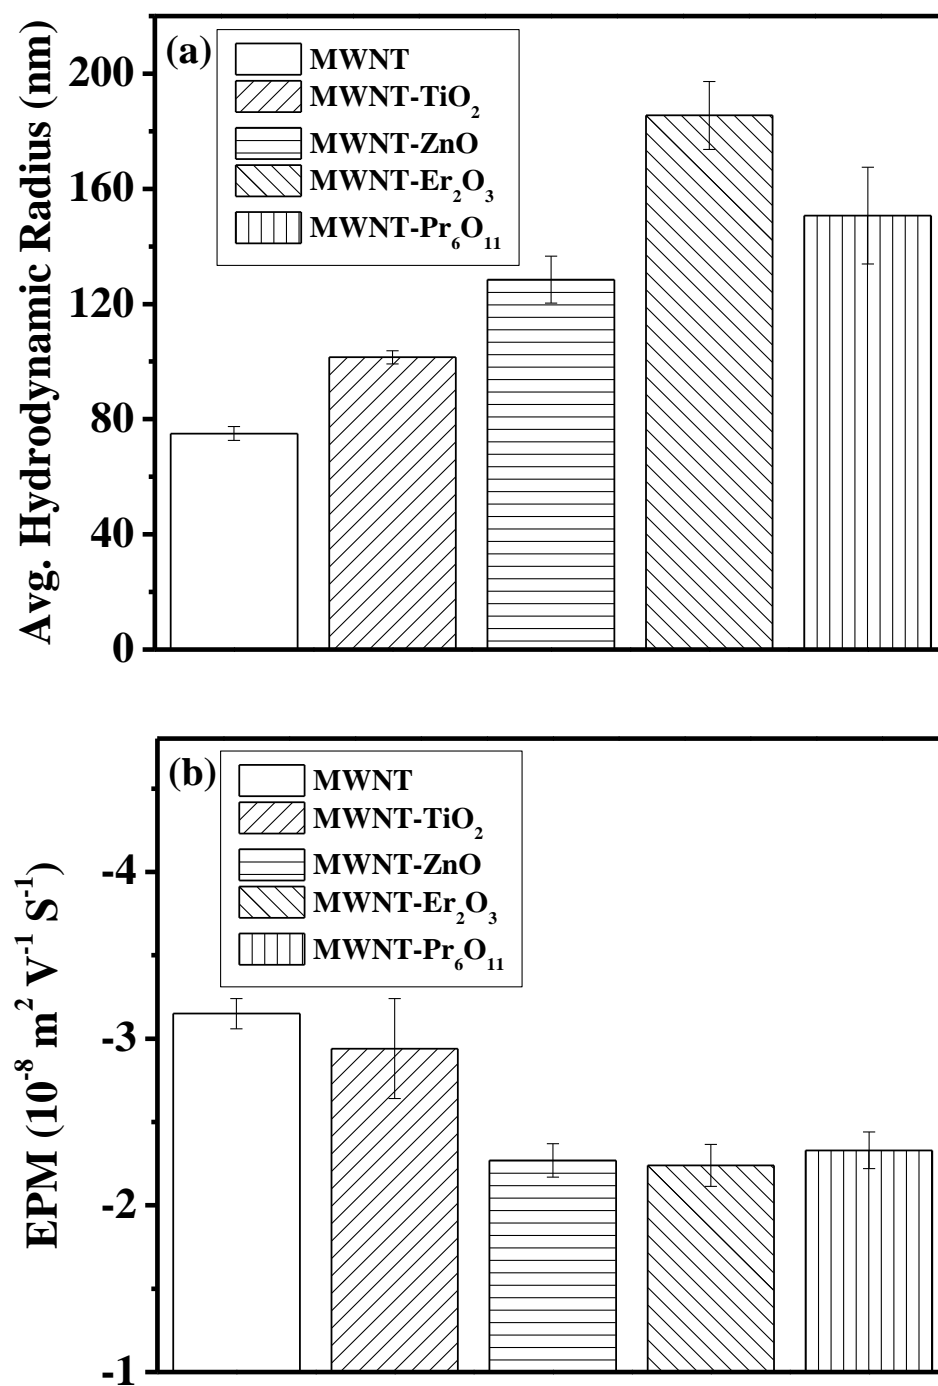 (a)
MWNT
MWNT-TiO₂
MWNT-ZnO
MWNT-Er₂O₃
MWNT-Pr₆O₁₁
Avg. Hydrodynamic Radius (nm)
200
160
120
80
40
0
(b)
MWNT
MWNT-TiO₂
MWNT-ZnO
MWNT-Er₂O₃
MWNT-Pr₆O₁₁
EPM (10⁻⁸ m² V⁻¹ S⁻¹)
-4
-3
-2
-1